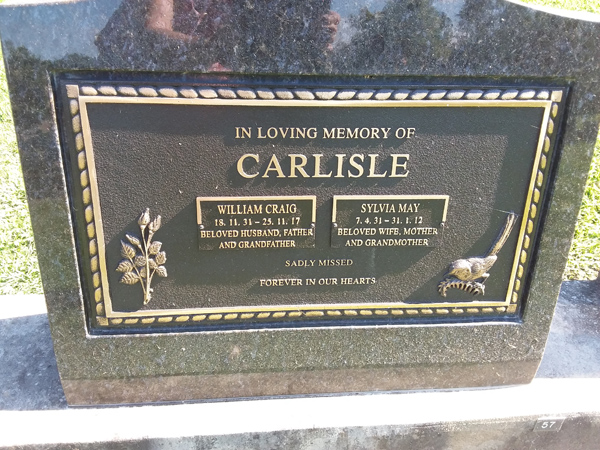 IN LOVING MEMORY OF
CARLISLE
WILLIAM CRAIG
18. 11. 31 – 25. 11. 17
BELOVED HUSBAND, FATHER
AND GRANDFATHER
SYLVIA MAY
7. 4. 31 – 31. 1. 12
BELOVED WIFE, MOTHER
AND GRANDMOTHER
SADLY MISSED
FOREVER IN OUR HEARTS
57